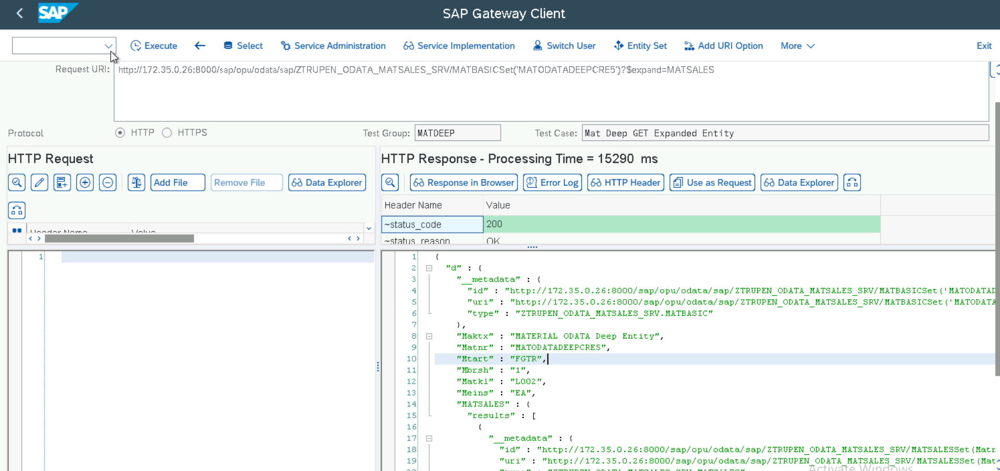 SAP
SAP Gateway Client
Execute Select Service Administration Service Implementation Switch User Entity Set Add URI Option More Exit
Request URI: http://172.35.0.26:8000/sap/opu/odata/sap/ZTRUPEN_ODATA_MATSALES_SRV/MATBASICSet('MATODATADEEPCRE5')?$expand=MATSALES
Protocol HTTP HTTPS Test Group: MATDEEP Test Case: Mat Deep GET Expanded Entity
HTTP Request
HTTP Response - Processing Time = 15290 ms
Add File Remove File Data Explorer
Response in Browser Error Log HTTP Header Use as Request Data Explorer
Header Name Value
~status_code 200
~status_reason OK
Header Name Value
1
1 {
2 "d" : {
3 "__metadata" : {
4 "id" : "http://172.35.0.26:8000/sap/opu/odata/sap/ZTRUPEN_ODATA_MATSALES_SRV/MATBASICSet('MATODATAD
5 "uri" : "http://172.35.0.26:8000/sap/opu/odata/sap/ZTRUPEN_ODATA_MATSALES_SRV/MATBASICSet('MATODATA
6 "type" : "ZTRUPEN_ODATA_MATSALES_SRV.MATBASIC"
7 },
8 "Maktx" : "MATERIAL ODATA Deep Entity",
9 "Matnr" : "MATODATADEEPCRE5",
10 "Mtart" : "FGTR",
11 "Mbrsh" : "1",
12 "Matkl" : "L002",
13 "Meins" : "EA",
14 "MATSALES" : {
15 "results" : [
16 {
17 "__metadata" : {
18 "id" : "http://172.35.0.26:8000/sap/opu/odata/sap/ZTRUPEN_ODATA_MATSALES_SRV/MATSALESSet(Matn
19 "uri" : "http://172.35.0.26:8000/sap/opu/odata/sap/ZTRUPEN_ODATA_MATSALES_SRV/MATSALESSet(Mat
Activate Windows